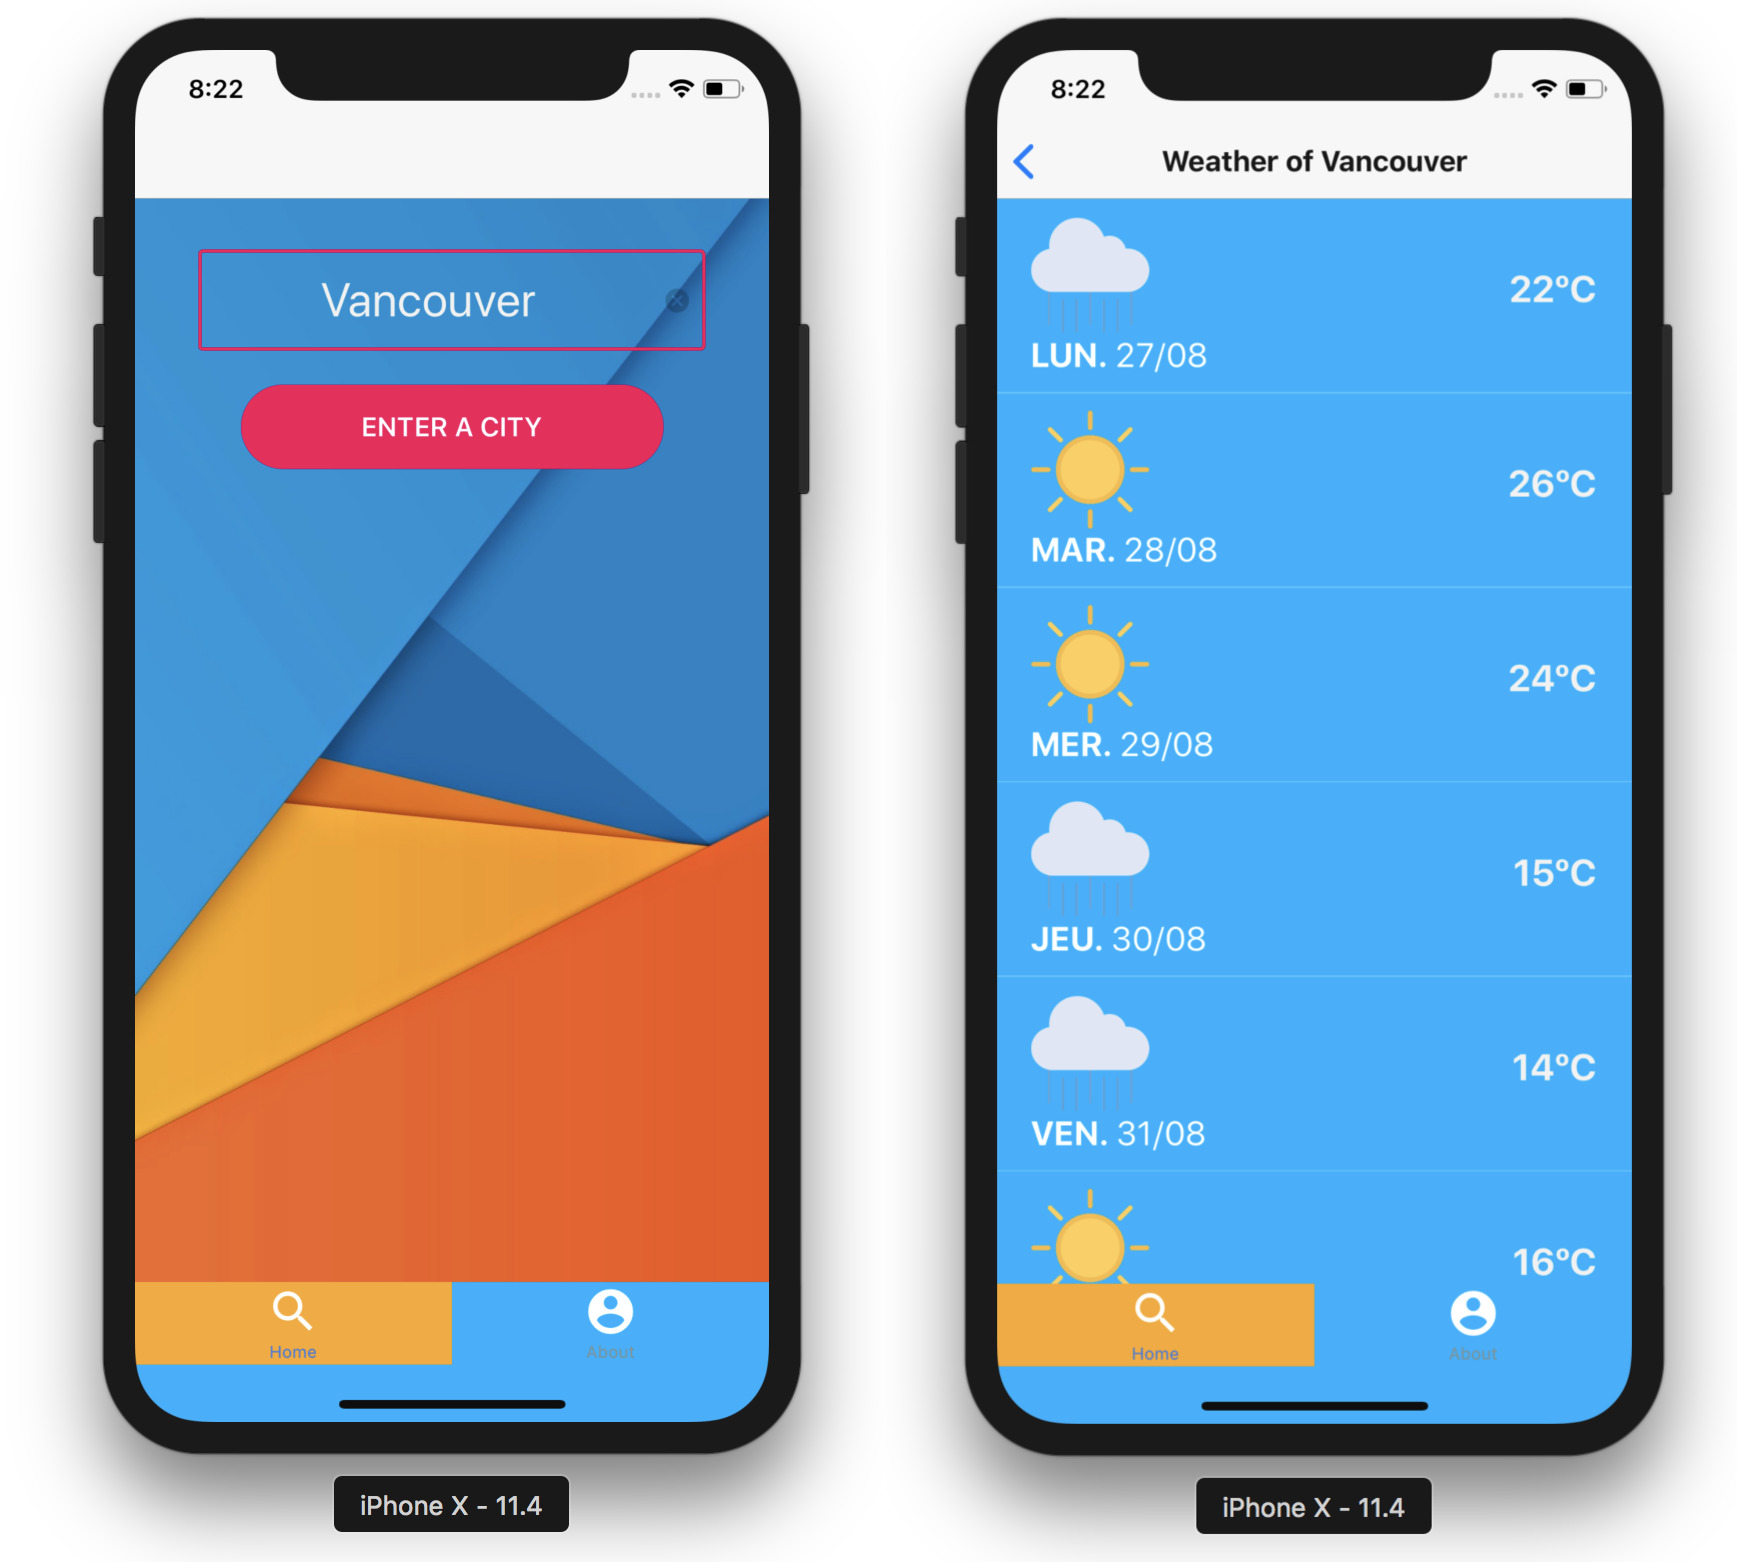 8:22
Vancouver
ENTER A CITY
Home
About
iPhone X - 11.4
8:22
Weather of Vancouver
22°C
LUN. 27/08
26°C
MAR. 28/08
24°C
MER. 29/08
15°C
JEU. 30/08
14°C
VEN. 31/08
16°C
Home
About
iPhone X - 11.4